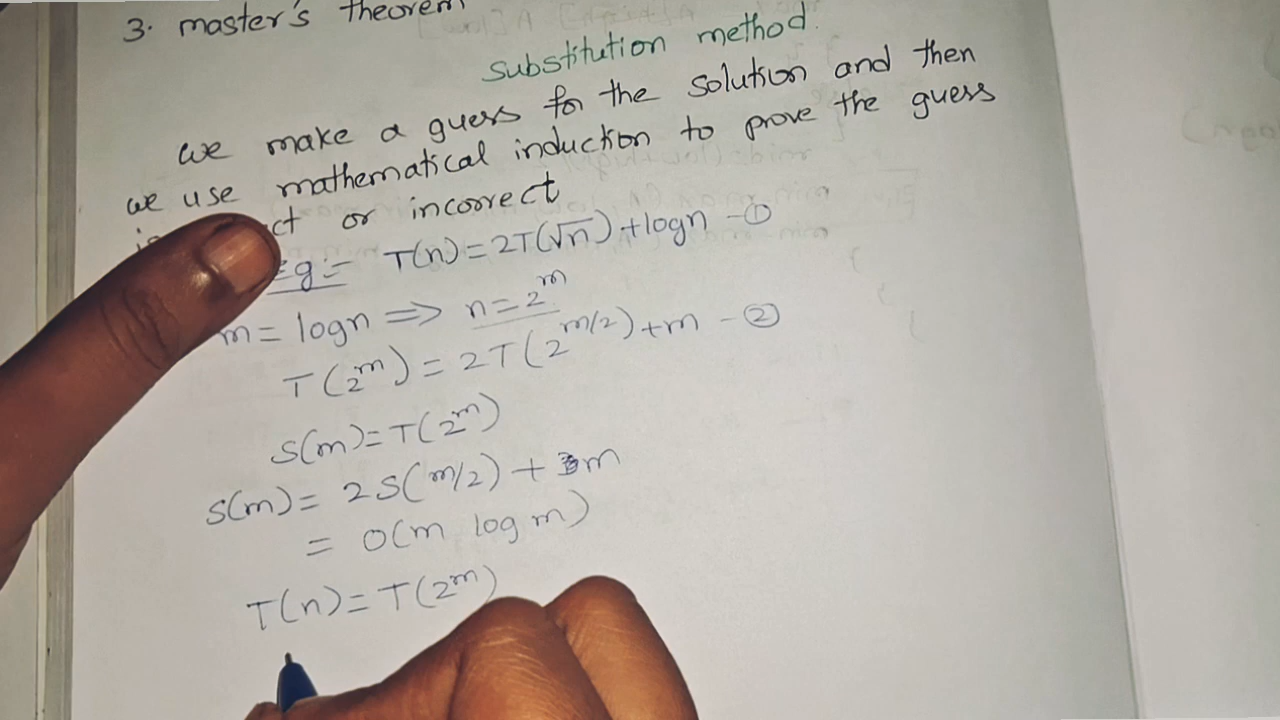 3. master's theorem
substitution method.
we make a guess for the solution and then
we use mathematical induction to prove the guess
or incorrect
Eg:- T(n)=2T(√n)+logn -①
m = logn => n=2^m
T(2^m)=2T(2^m/2)+m -②
S(m)=T(2^m)
S(m)= 2S(m/2)+m
= O(m log m)
T(n)=T(2^m)